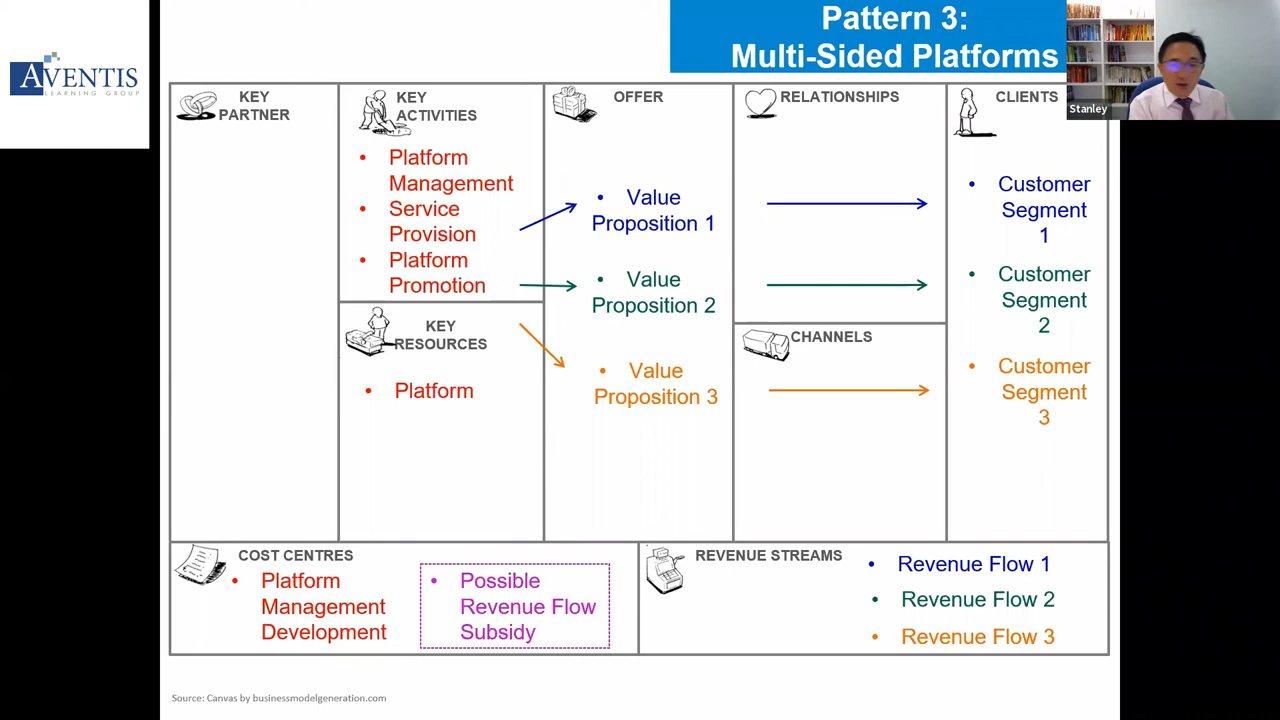 AVENTIS
LEARNING GROUP
Pattern 3:
Multi-Sided Platforms
Stanley
KEY
PARTNER
KEY
ACTIVITIES
• Platform
Management
• Service
Provision
• Platform
Promotion
KEY
RESOURCES
• Platform
OFFER
• Value
Proposition 1
• Value
Proposition 2
• Value
Proposition 3
RELATIONSHIPS
CHANNELS
CLIENTS
• Customer
Segment
1
• Customer
Segment
2
• Customer
Segment
3
COST CENTRES
• Platform
Management
Development
• Possible
Revenue Flow
Subsidy
REVENUE STREAMS
• Revenue Flow 1
• Revenue Flow 2
• Revenue Flow 3
Source: Canvas by businessmodelgeneration.com